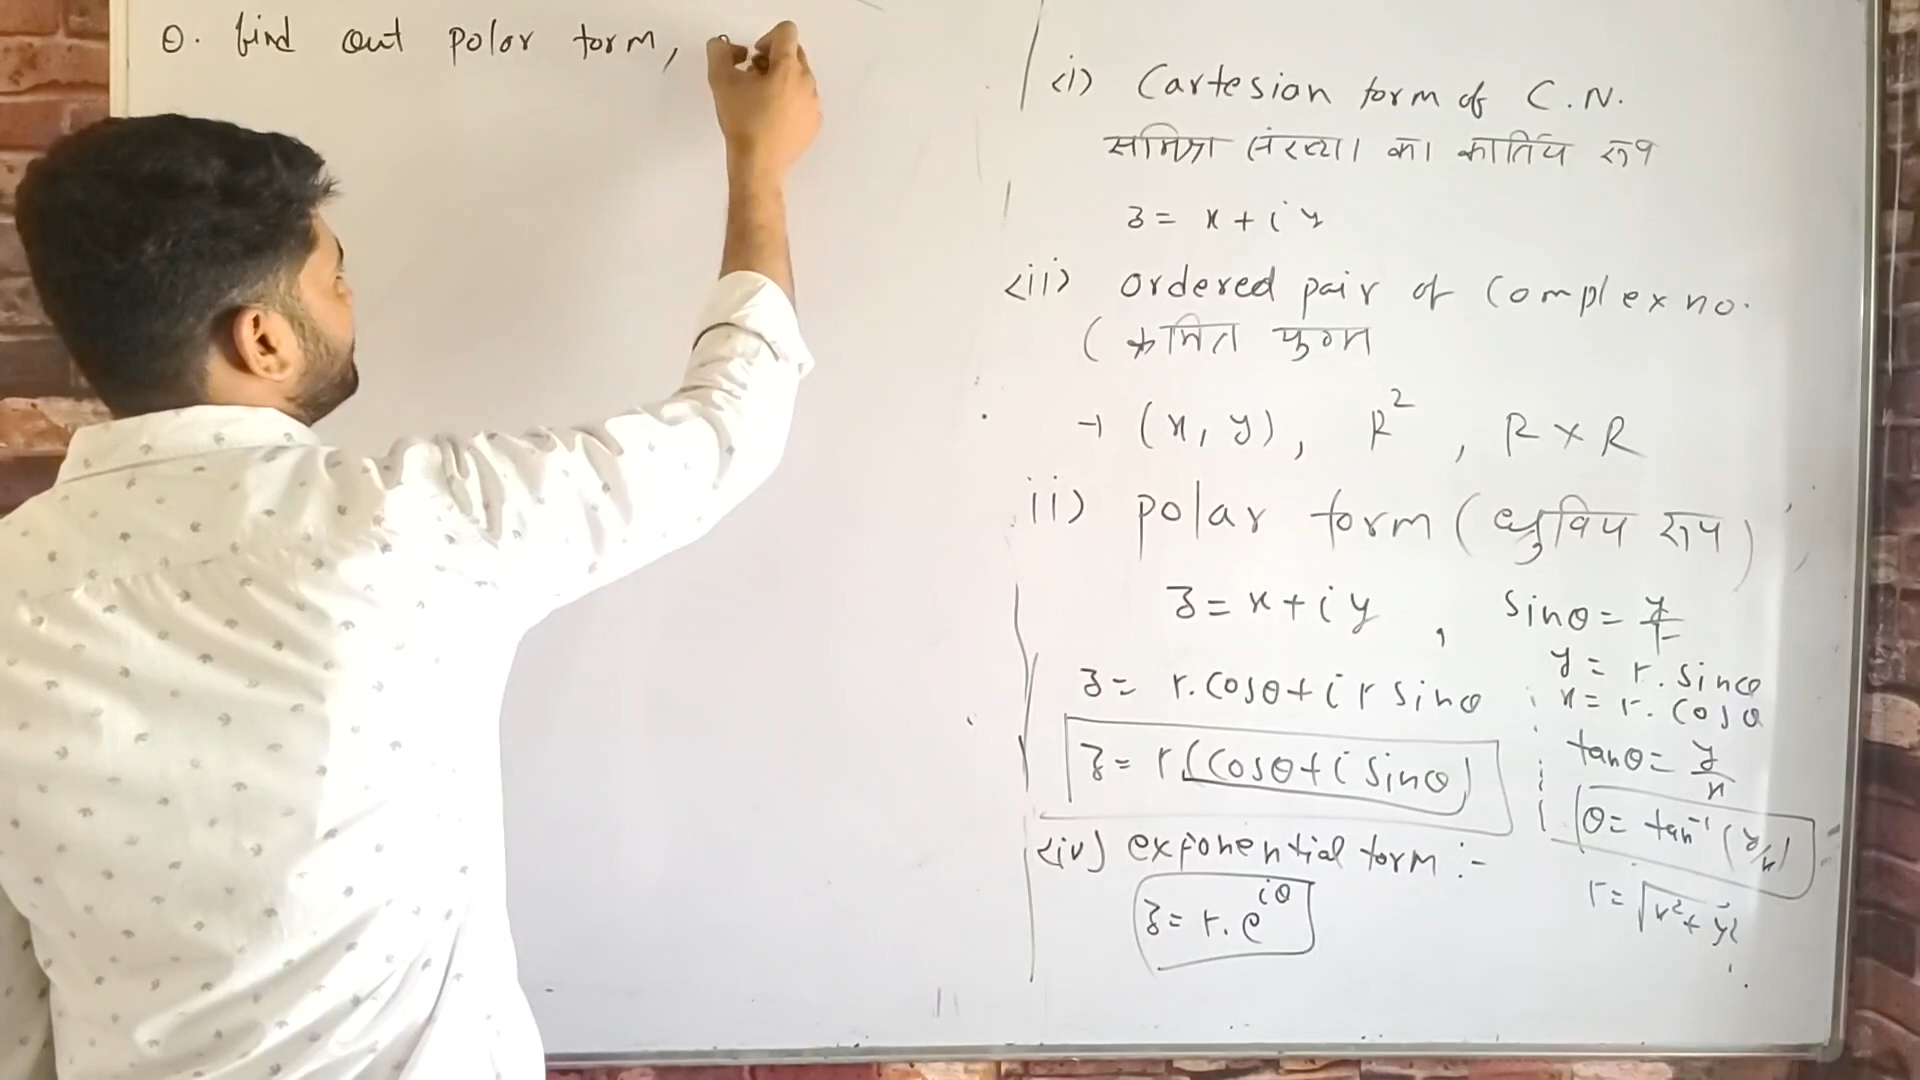 Q. find out polar form,
(i) Cartesian form of C.N.
समिश्र संख्या का कार्तिय रूप
z = x + iy
(ii) ordered pair of Complex no.
(क्रमित युग्म
→ (x, y), R², R × R
ii) polar form (ध्रुविय रूप)
z = x + iy, sinθ = y/r
y = r. sinθ
z = r. cosθ + i r sinθ
x = r. cosθ
z = r (cosθ + i sinθ)
tanθ = y/x
θ = tan⁻¹ (y/x)
(iv) exponential form :-
z = r. e^iθ
r = √x² + y²